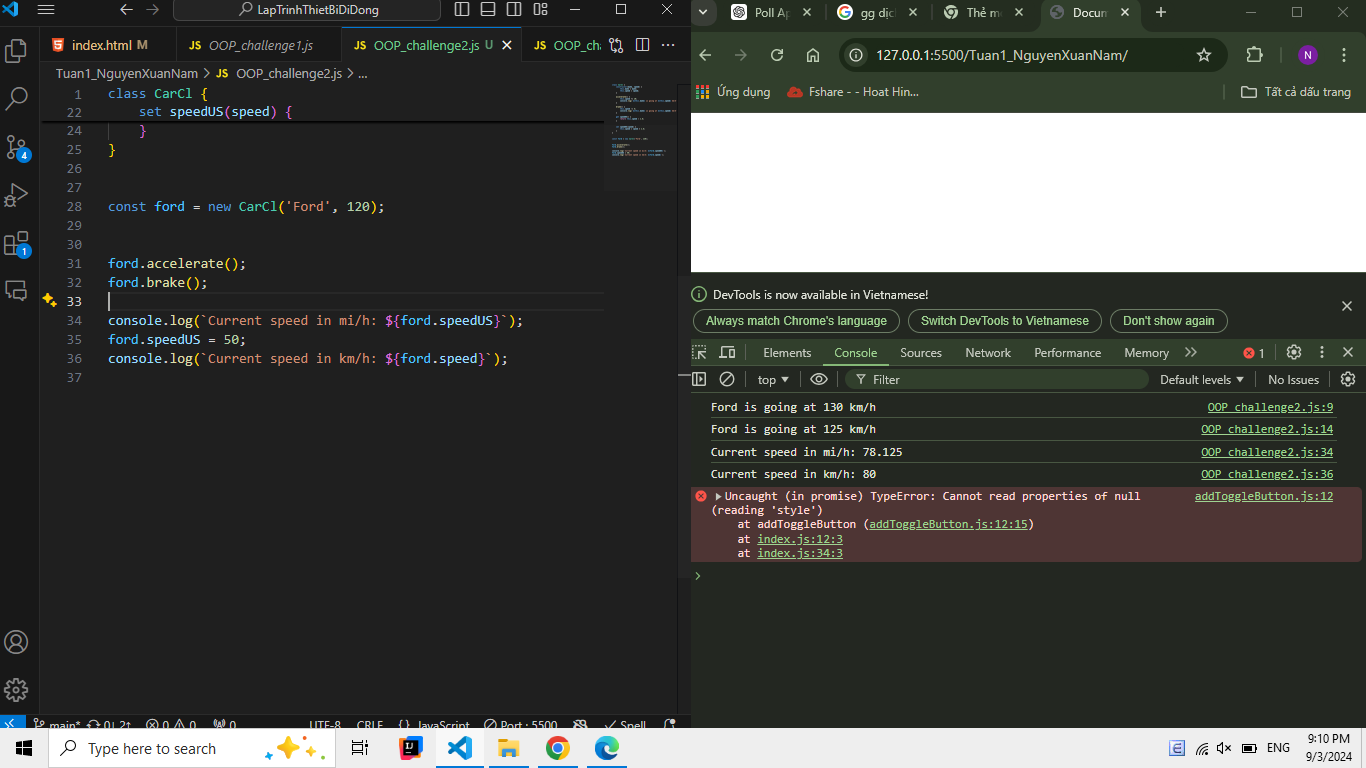 LapTrinhThietBiDiDong
index.html M
JS OOP_challenge1.js
JS OOP_challenge2.js U
JS OOP_cha
Tuan1_NguyenXuanNam > JS OOP_challenge2.js > ...
1 class CarCl {
22 set speedUS(speed) {
24 }
25 }
26
27
28 const ford = new CarCl('Ford', 120);
29
30
31 ford.accelerate();
32 ford.brake();
33
34 console.log(`Current speed in mi/h: ${ford.speedUS}`);
35 ford.speedUS = 50;
36 console.log(`Current speed in km/h: ${ford.speed}`);
37
4
1
main* 0↓ 2↑ 0 0 0 UTF-8 CRLF {} JavaScript Port : 5500 Spell
Poll Ap
gg dịch
Thẻ m
Docum
127.0.0.1:5500/Tuan1_NguyenXuanNam/
N
Ứng dụng
Fshare - - Hoat Hin...
Tất cả dấu trang
DevTools is now available in Vietnamese!
Always match Chrome's language
Switch DevTools to Vietnamese
Don't show again
Elements Console Sources Network Performance Memory 1
top Filter Default levels No Issues
Ford is going at 130 km/h OOP_challenge2.js:9
Ford is going at 125 km/h OOP_challenge2.js:14
Current speed in mi/h: 78.125 OOP_challenge2.js:34
Current speed in km/h: 80 OOP_challenge2.js:36
Uncaught (in promise) TypeError: Cannot read properties of null addToggleButton.js:12
(reading 'style')
at addToggleButton (addToggleButton.js:12:15)
at index.js:12:3
at index.js:34:3
Type here to search
ENG
9:10 PM
9/3/2024